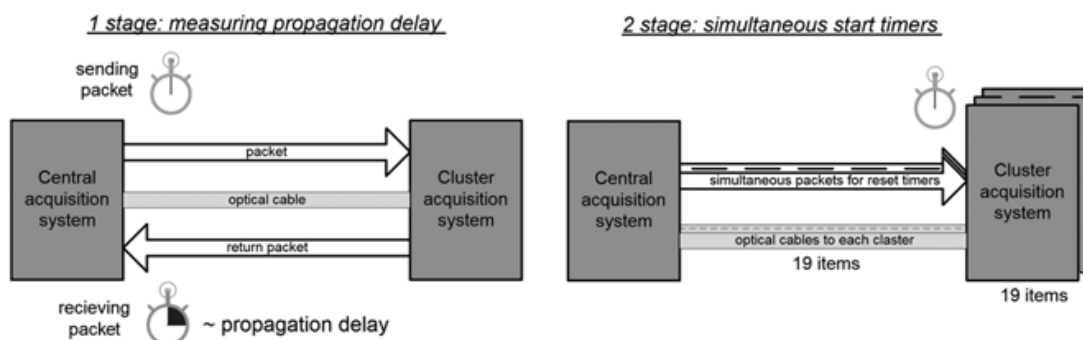 1 stage: measuring propagation delay
sending
packet
Central
acquisition
system
packet
optical cable
return packet
Cluster
acquisition
system
recieving
packet
~ propagation delay
2 stage: simultaneous start timers
Central
acquisition
system
simultaneous packets for reset timers
optical cables to each claster
19 items
Cluster
acquisition
system
19 items